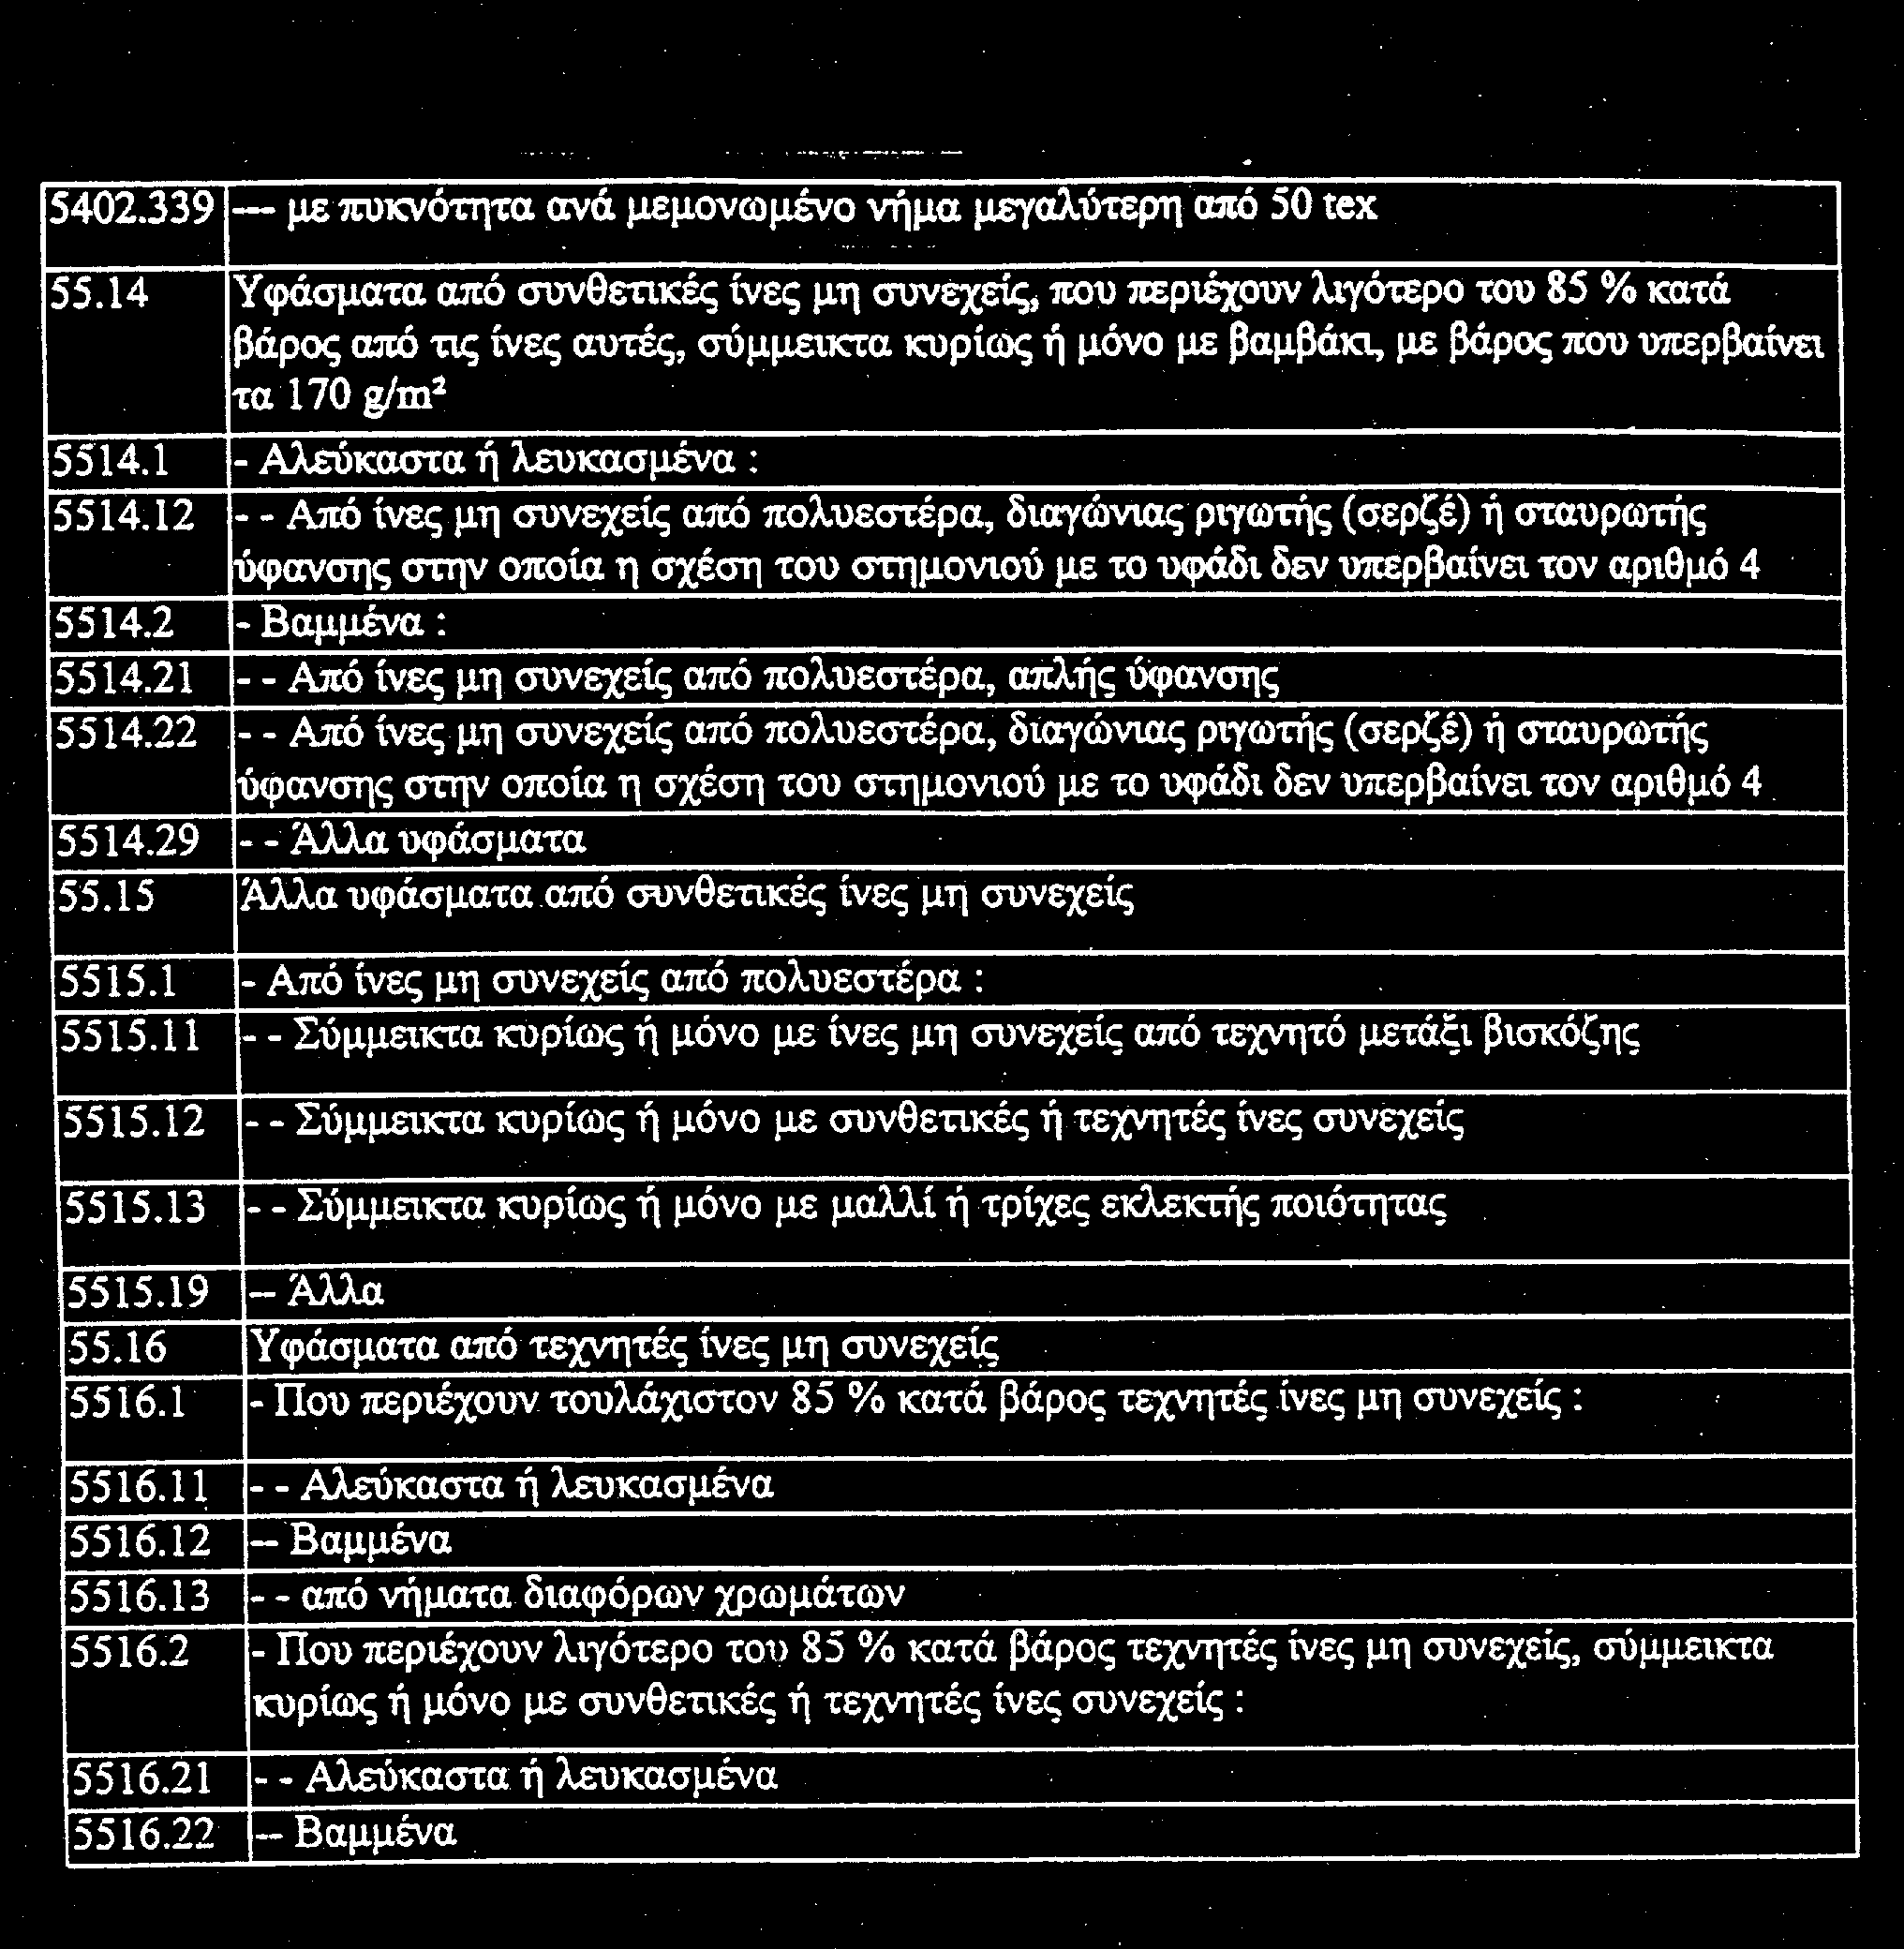 5402.339 --- με πυκνότητα ανά μεμονωμένο νήμα μεγαλύτερη από 50 tex
55.14 Υφάσματα από συνθετικές ίνες μη συνεχείς, που περιέχουν λιγότερο του 85 % κατά
βάρος από τις ίνες αυτές, σύμμεικτα κυρίως ή μόνο με βαμβάκι, με βάρος που υπερβαίνει
τα 170 g/m²
5514.1 - Αλεύκαστα ή λευκασμένα :
5514.12 - - Από ίνες μη συνεχείς από πολυεστέρα, διαγώνιας ριγωτής (σερζέ) ή σταυρωτής
ύφανσης στην οποία η σχέση του στημονιού με το υφάδι δεν υπερβαίνει τον αριθμό 4
5514.2 - Βαμμένα :
5514.21 - - Από ίνες μη συνεχείς από πολυεστέρα, απλής ύφανσης
5514.22 - - Από ίνες μη συνεχείς από πολυεστέρα, διαγώνιας ριγωτής (σερζέ) ή σταυρωτής
ύφανσης στην οποία η σχέση του στημονιού με το υφάδι δεν υπερβαίνει τον αριθμό 4
5514.29 - - Άλλα υφάσματα
55.15 Άλλα υφάσματα από συνθετικές ίνες μη συνεχείς
5515.1 - Από ίνες μη συνεχείς από πολυεστέρα :
5515.11 - - Σύμμεικτα κυρίως ή μόνο με ίνες μη συνεχείς από τεχνητό μετάξι βισκόζης
5515.12 - - Σύμμεικτα κυρίως ή μόνο με συνθετικές ή τεχνητές ίνες συνεχείς
5515.13 - - Σύμμεικτα κυρίως ή μόνο με μαλλί ή τρίχες εκλεκτής ποιότητας
5515.19 -- Άλλα
55.16 Υφάσματα από τεχνητές ίνες μη συνεχείς
5516.1 - Που περιέχουν τουλάχιστον 85 % κατά βάρος τεχνητές ίνες μη συνεχείς :
5516.11 - - Αλεύκαστα ή λευκασμένα
5516.12 -- Βαμμένα
5516.13 - - από νήματα διαφόρων χρωμάτων
5516.2 - Που περιέχουν λιγότερο του 85 % κατά βάρος τεχνητές ίνες μη συνεχείς, σύμμεικτα
κυρίως ή μόνο με συνθετικές ή τεχνητές ίνες συνεχείς :
5516.21 - - Αλεύκαστα ή λευκασμένα
5516.22 -- Βαμμένα